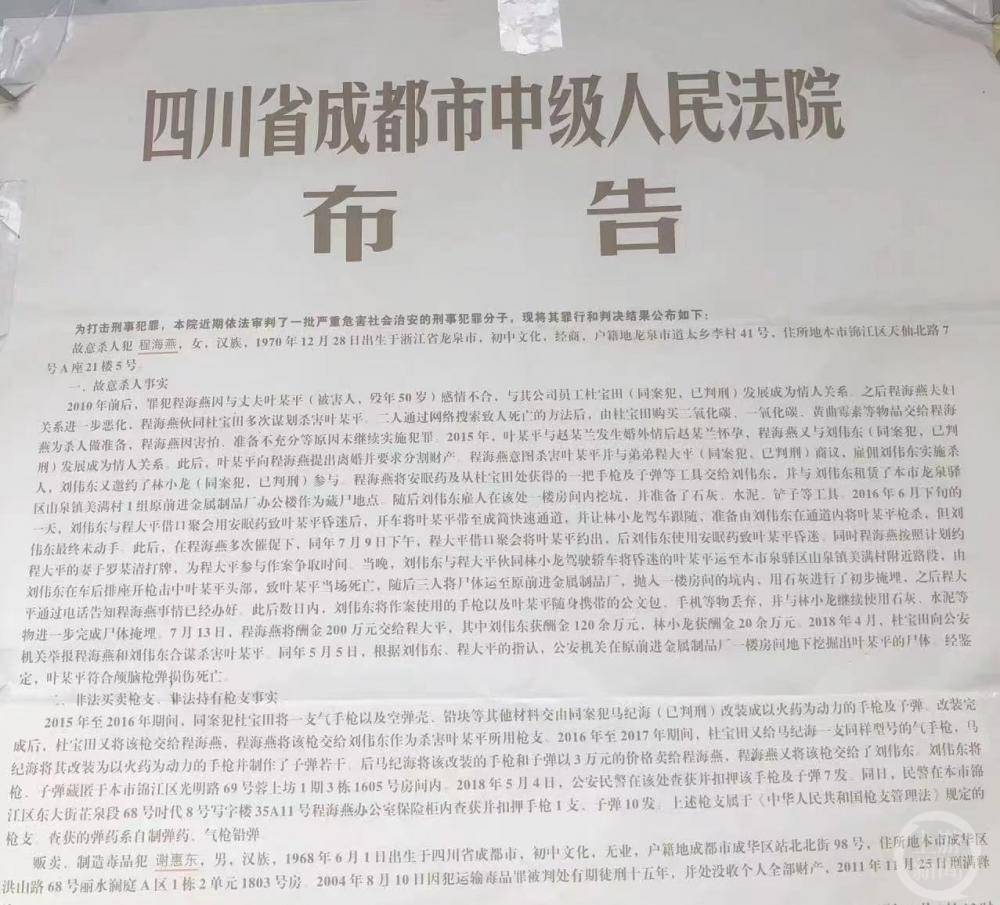 四川省成都市中级人民法院
布 告
为打击刑事犯罪，本院近期依法审判了一批严重危害社会治安的刑事犯罪分子，现将其罪行和判决结果公布如下：
故意杀人犯 程海燕，女，汉族，1970年12月28日出生于浙江省龙泉市，初中文化，经商，户籍地龙泉市道太乡李村41号，住所地本市锦江区天仙北路7
号A座21楼5号。
一、故意杀人事实
2010年前后，罪犯程海燕因与丈夫叶某平（被害人，殁年50岁）感情不合，与其公司员工杜宝田（同案犯，已判刑）发展成为情人关系。之后程海燕夫妇
关系进一步恶化，程海燕伙同杜宝田多次谋划杀害叶某平。二人通过网络搜索致人死亡的方法后，由杜宝田购买二氧化碳、一氧化碳、黄曲霉素等物品交给程海
燕为杀人做准备，程海燕因害怕、准备不充分等原因未继续实施犯罪。2015年，叶某平与赵某兰发生婚外情后赵某兰怀孕，程海燕又与刘伟东（同案犯，已判
刑）发展成为情人关系。此后，叶某平向程海燕提出离婚并要求分割财产。程海燕意图杀害叶某平并与弟弟程大平（同案犯，已判刑）商议，雇佣刘伟东实施杀
人，刘伟东又邀约了林小龙（同案犯，已判刑）参与。程海燕将安眠药及从杜宝田处获得的一把手枪及子弹等工具交给刘伟东，并与刘伟东租赁了本市龙泉驿
区山泉镇美满村1组原前进金属制品厂办公楼作为藏尸地点。随后刘伟东雇人在该处一楼房间内挖坑，并准备了石灰、水泥、铲子等工具。2016年6月下旬的
一天，刘伟东与程大平借口聚会用安眠药致叶某平昏迷后，开车将叶某平带至成简快速通道，并让林小龙驾车跟随，准备由刘伟东在通道内将叶某平枪杀，但刘
伟东最终未动手。此后，在程海燕多次催促下，同年7月9日下午，程大平借口聚会将叶某平约出，后刘伟东使用安眠药致叶某平昏迷。同时程海燕按照计划约
程大平的妻子罗某清打牌，为程大平参与作案争取时间。当晚，刘伟东与程大平伙同林小龙驾驶轿车将昏迷的叶某平运至本市泉驿区山泉镇美满村附近路段，由
刘伟东在车后排座开枪击中叶某平头部，致叶某平当场死亡，随后三人将尸体运至原前进金属制品厂，抛入一楼房间的坑内，用石灰进行了初步掩埋，之后程大
平通过电话告知程海燕事情已经办好。此后数日内，刘伟东将作案使用的手枪以及叶某平随身携带的公文包、手机等物丢弃，并与林小龙继续使用石灰、水泥等
物进一步完成尸体掩埋。7月13日，程海燕将酬金200万元交给程大平，其中刘伟东获酬金120余万元，林小龙获酬金20余万元。2018年4月，杜宝田向公安
机关举报程海燕和刘伟东合谋杀害叶某平。同年5月5日，根据刘伟东、程大平的指认，公安机关在原前进金属制品厂一楼房间地下挖掘出叶某平的尸体。经鉴
定，叶某平符合颅脑枪弹损伤死亡。
二、非法买卖枪支、非法持有枪支事实
2015年至2016年期间，同案犯杜宝田将一支气手枪以及空弹壳、铅块等其他材料交由同案犯马纪海（已判刑）改装成以火药为动力的手枪及子弹。改装完
成后，杜宝田又将该枪交给程海燕，程海燕将该枪交给刘伟东作为杀害叶某平所用枪支。2016年至2017年期间，杜宝田又给马纪海一支同样型号的气手枪，马
纪海将其改装为以火药为动力的手枪并制作了子弹若干。后马纪海将该改装的手枪和子弹以3万元的价格卖给程海燕，程海燕又将该枪交给了刘伟东。刘伟东将
枪、子弹藏匿于本市锦江区光明路69号蓉上坊1期3栋1605号房间内。2018年5月4日，公安民警在该处查获并扣押该手枪及子弹7发。同日，民警在本市锦
江区东大街芷泉段68号时代8号写字楼35A11号程海燕办公室保险柜内查获并扣押手枪1支、子弹10发。上述枪支属于《中华人民共和国枪支管理法》规定的
枪支。查获的弹药系自制弹药、气枪铅弹。
贩卖、制造毒品犯 谢惠东，男，汉族，1968年6月1日出生于四川省成都市，初中文化，无业，户籍地成都市成华区站北北街98号，住所地本市成华区
洪山路68号丽水澜庭A区1栋2单元1803号房。2004年8月10日因犯运输毒品罪被判处有期徒刑十五年，并处没收个人全部财产，2011年11月25日刑满释